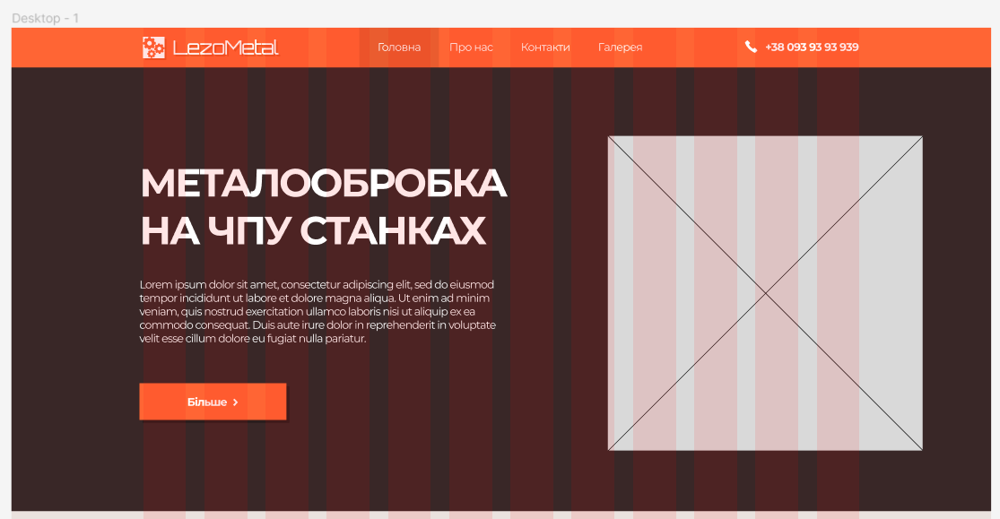 Desktop - 1
LezoMetal
Головна
Про нас
Контакти
Галерея
+38 093 93 93 939
МЕТАЛООБРОБКА
НА ЧПУ СТАНКАХ
Lorem ipsum dolor sit amet, consectetur adipiscing elit, sed do eiusmod
tempor incididunt ut labore et dolore magna aliqua. Ut enim ad minim
veniam, quis nostrud exercitation ullamco laboris nisi ut aliquip ex ea
commodo consequat. Duis aute irure dolor in reprehenderit in voluptate
velit esse cillum dolore eu fugiat nulla pariatur.
Більше